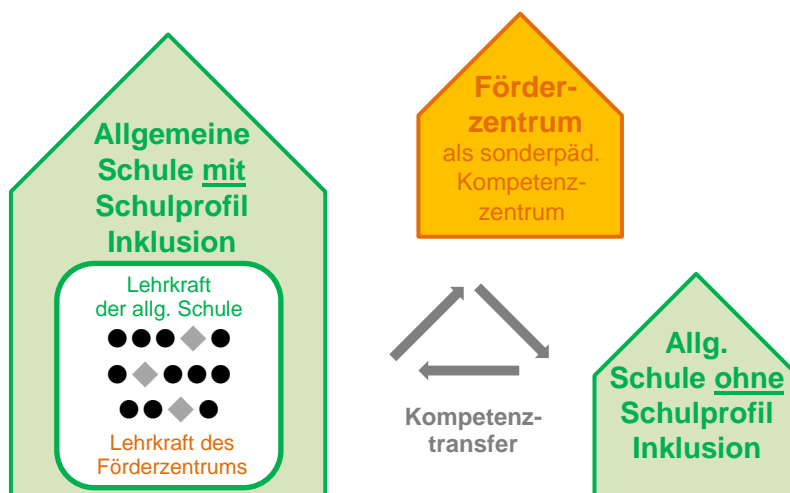 Allgemeine
Schule mit
Schulprofil
Inklusion
Lehrkraft
der allg. Schule
Lehrkraft des
Förderzentrums
Förder-
zentrum
als sonderpäd.
Kompetenz-
zentrum
Kompetenz-
transfer
Allg.
Schule ohne
Schulprofil
Inklusion